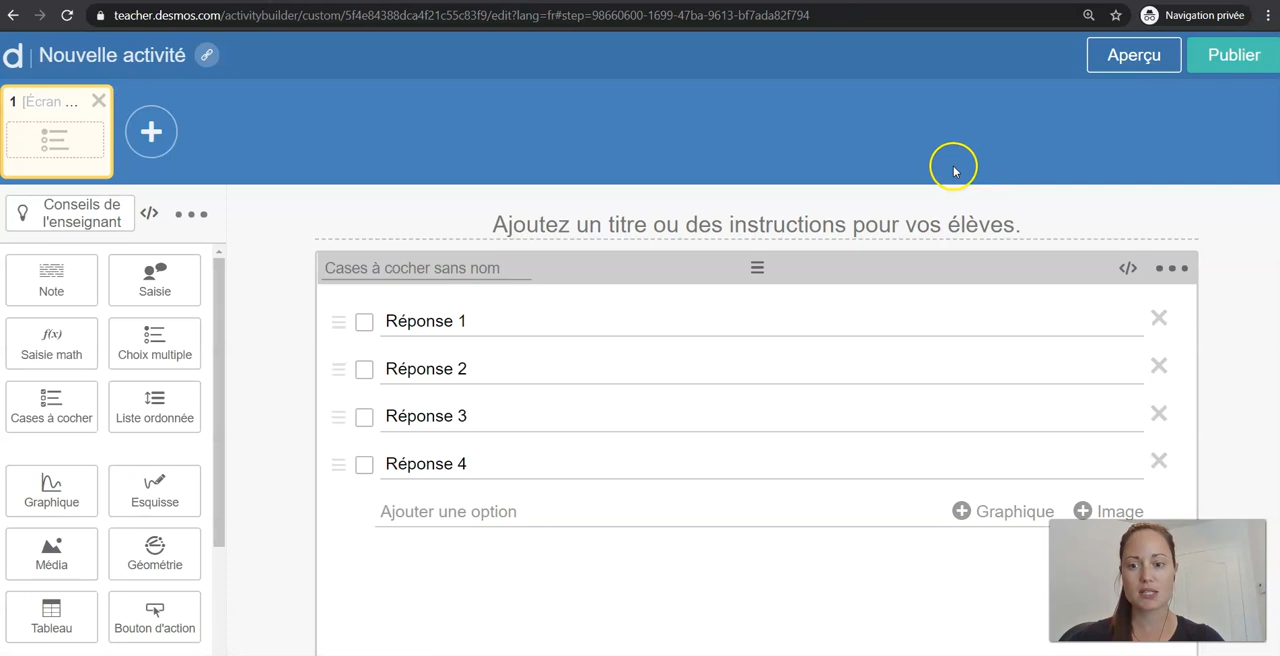 teacher.desmos.com/activitybuilder/custom/5f4e84388dca4f21c55c83f9/edit?lang=fr#step=98660600-1699-47ba-9613-bf7ada82f794
Navigation privée
d | Nouvelle activité
Aperçu
Publier
1 [Écran ...
Conseils de
l'enseignant
Ajoutez un titre ou des instructions pour vos élèves.
Cases à cocher sans nom
Note
Saisie
Réponse 1
f(x)
Saisie math
Choix multiple
Réponse 2
Cases à cocher
Liste ordonnée
Réponse 3
Réponse 4
Graphique
Esquisse
Ajouter une option
Graphique
Image
Média
Géométrie
Tableau
Bouton d'action